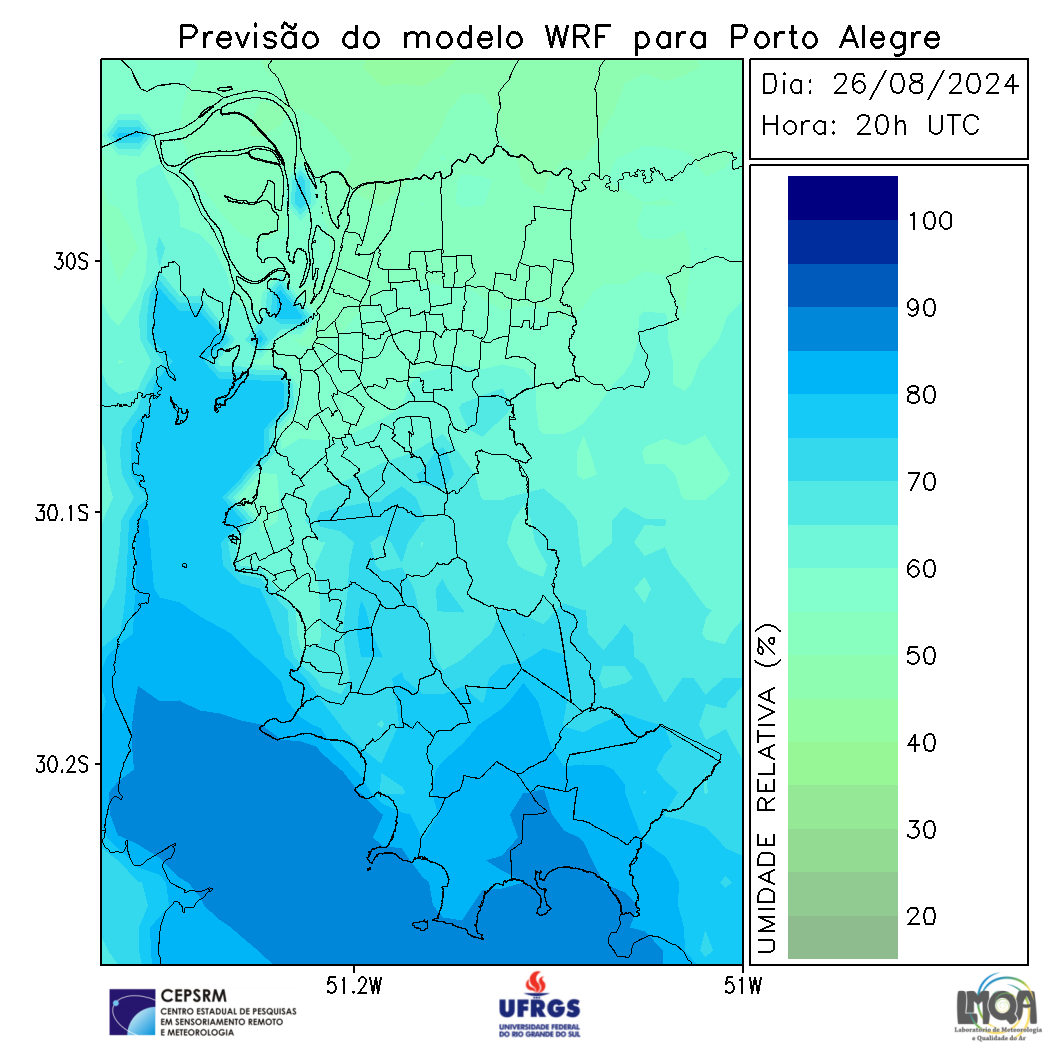 Previsão do modelo WRF para Porto Alegre
Dia: 26/08/2024
Hora: 20h UTC
100
90
80
70
60
50
40
30
20
UMIDADE RELATIVA (%)
30S
30.1S
30.2S
51.2W
51W
CEPSRM
CENTRO ESTADUAL DE PESQUISAS
EM SENSORIAMENTO REMOTO
E METEOROLOGIA
UFRGS
UNIVERSIDADE FEDERAL
DO RIO GRANDE DO SUL
LMQA
Laboratório de Meteorologia
e Qualidade do Ar